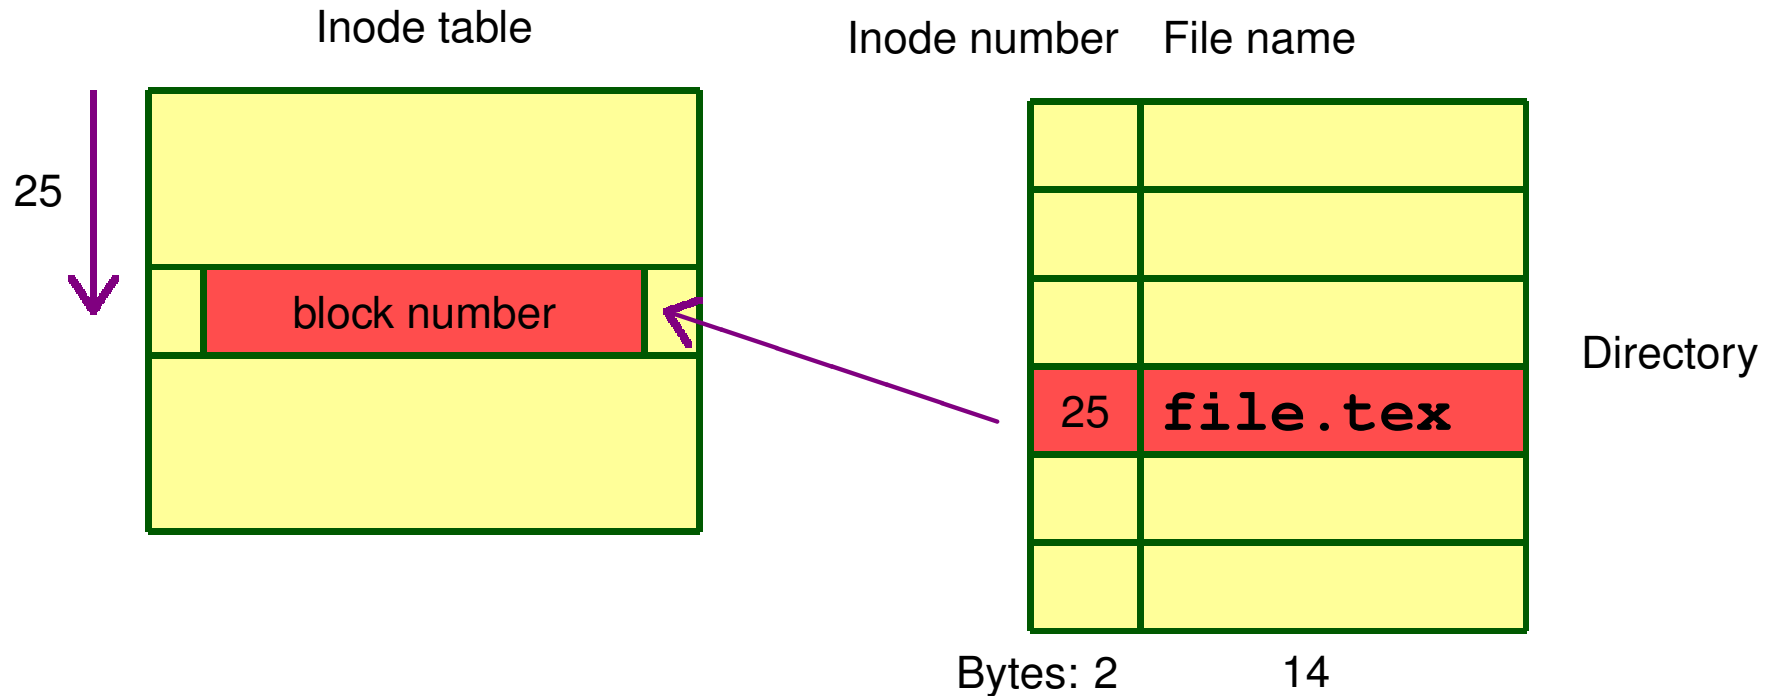 Inode table
Inode number File name
25
block number
Directory
25 file.tex
Bytes: 2 14